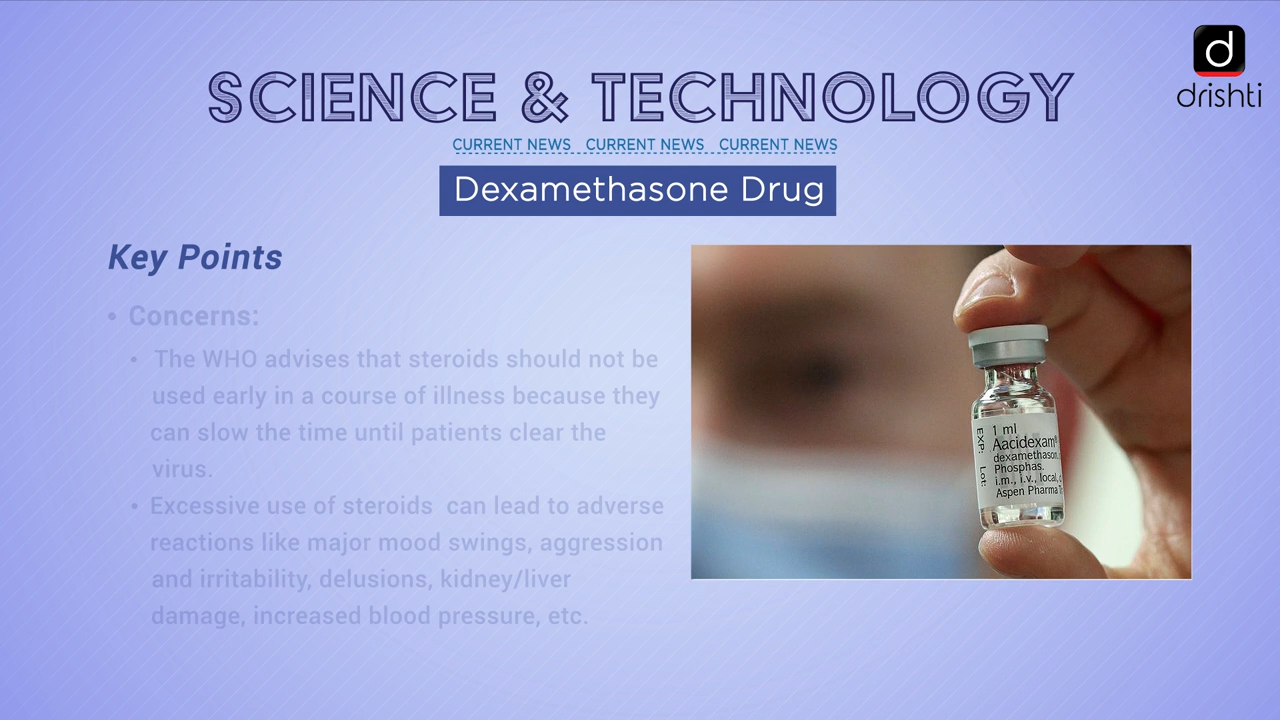 SCIENCE & TECHNOLOGY
drishti
CURRENT NEWS CURRENT NEWS CURRENT NEWS
Dexamethasone Drug
Key Points
• Concerns:
• The WHO advises that steroids should not be
used early in a course of illness because they
can slow the time until patients clear the
virus.
• Excessive use of steroids can lead to adverse
reactions like major mood swings, aggression
and irritability, delusions, kidney/liver
damage, increased blood pressure, etc.
EXP:
Lot:
1 ml
Aacidexam®
dexamethason
Phosphas.
i.m., i.v., local,
Aspen Pharma